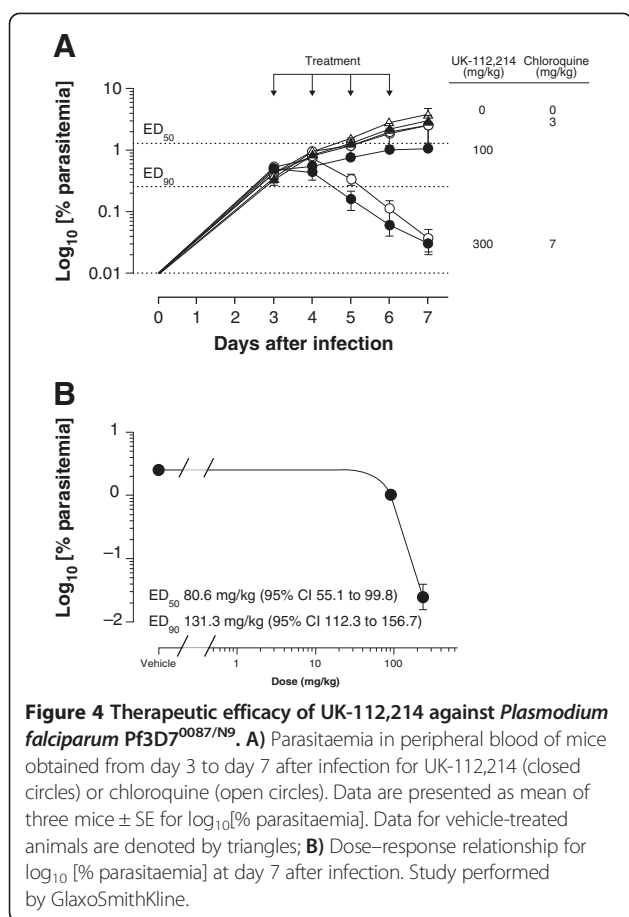 A
Treatment
UK-112,214 (mg/kg)
Chloroquine (mg/kg)
10
1
0.1
0.01
Log10 [% parasitemia]
ED50
ED90
0 0
3
100
300 7
0 1 2 3 4 5 6 7
Days after infection
B
1
0
−1
−2
Log10 [% parasitemia]
ED50 80.6 mg/kg (95% CI 55.1 to 99.8)
ED90 131.3 mg/kg (95% CI 112.3 to 156.7)
Vehicle 1 10 100
Dose (mg/kg)
Figure 4 Therapeutic efficacy of UK-112,214 against Plasmodium
falciparum Pf3D7^0087/N9. A) Parasitaemia in peripheral blood of mice
obtained from day 3 to day 7 after infection for UK-112,214 (closed
circles) or chloroquine (open circles). Data are presented as mean of
three mice ± SE for log10[% parasitaemia]. Data for vehicle-treated
animals are denoted by triangles; B) Dose–response relationship for
log10 [% parasitaemia] at day 7 after infection. Study performed
by GlaxoSmithKline.